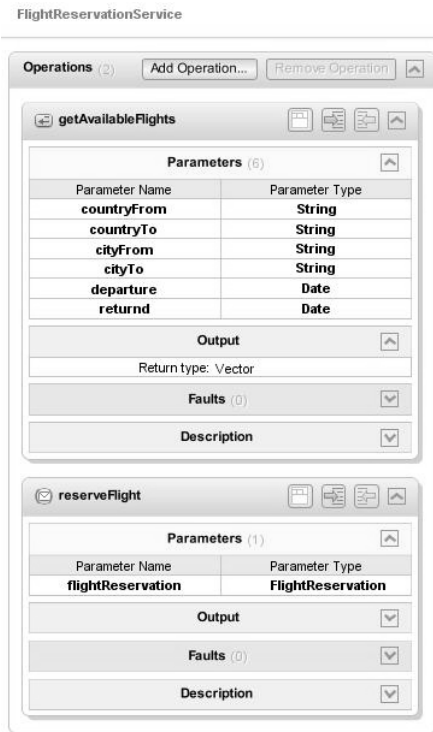 FlightReservationService
Operations (2) Add Operation... Remove Operation
getAvailableFlights
Parameters (6)
Parameter Name Parameter Type
countryFrom String
countryTo String
cityFrom String
cityTo String
departure Date
returnd Date
Output
Return type: Vector
Faults (0)
Description
reserveFlight
Parameters (1)
Parameter Name Parameter Type
flightReservation FlightReservation
Output
Faults (0)
Description